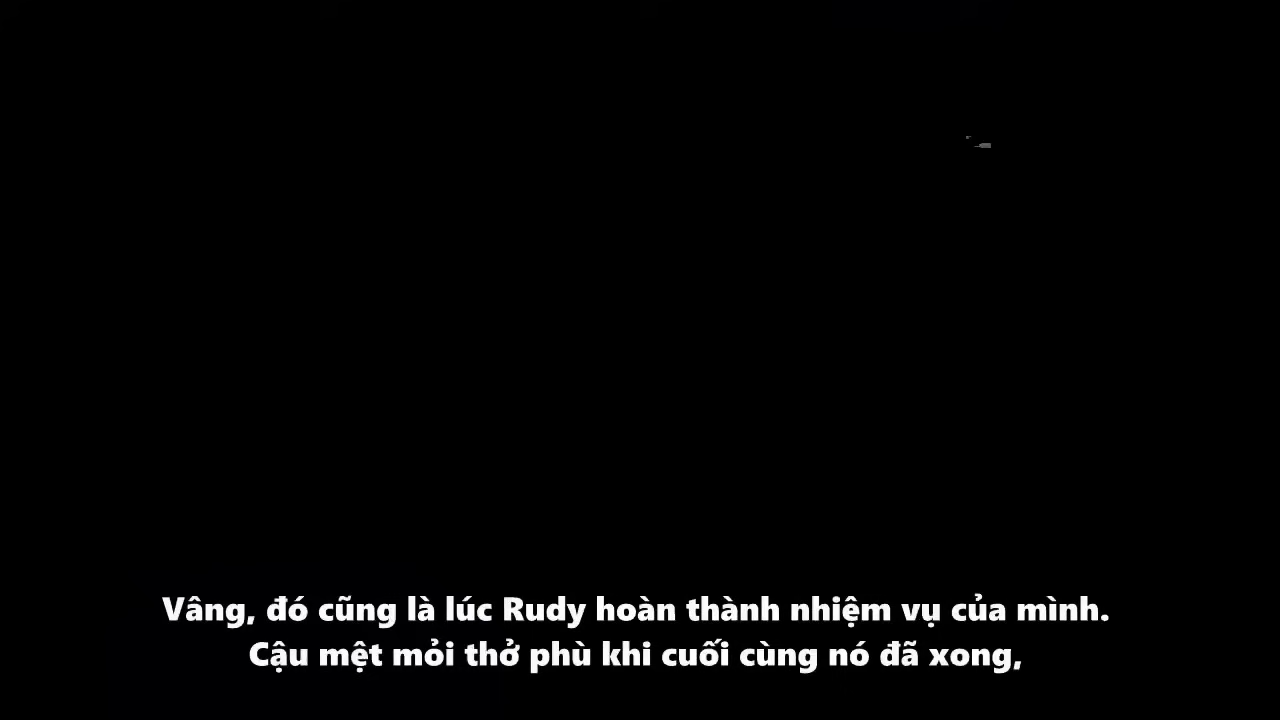 Vâng, đó cũng là lúc Rudy hoàn thành nhiệm vụ của mình.
Cậu mệt mỏi thở phù khi cuối cùng nó đã xong,